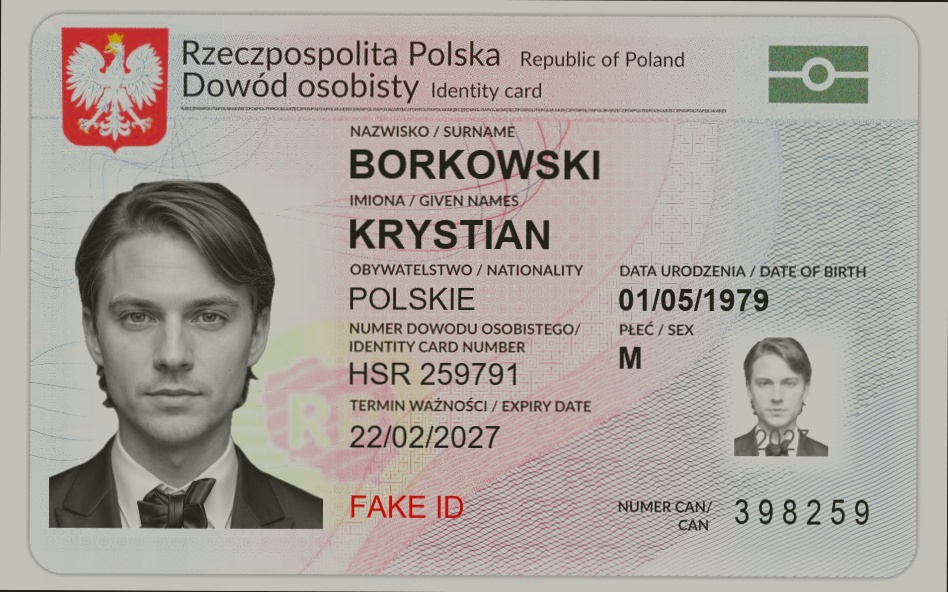 Rzeczpospolita Polska Republic of Poland
Dowód osobisty Identity card
NAZWISKO / SURNAME
BORKOWSKI
IMIONA / GIVEN NAMES
KRYSTIAN
OBYWATELSTWO / NATIONALITY
POLSKIE
DATA URODZENIA / DATE OF BIRTH
01/05/1979
NUMER DOWODU OSOBISTEGO/
IDENTITY CARD NUMBER
HSR 259791
PŁEĆ / SEX
M
TERMIN WAŻNOŚCI / EXPIRY DATE
22/02/2027
2027
FAKE ID
NUMER CAN/
CAN
398259